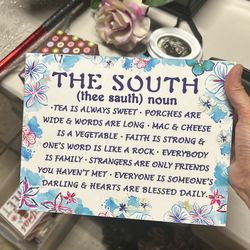 THE SOUTH
(thee sauth) noun
• TEA IS ALWAYS SWEET • PORCHES ARE
WIDE & WORDS ARE LONG • MAC & CHEESE
IS A VEGETABLE • FAITH IS STRONG &
ONE'S WORD IS LIKE A ROCK • EVERYBODY
IS FAMILY • STRANGERS ARE ONLY FRIENDS
YOU HAVEN'T MET • EVERYONE IS SOMEONE'S
DARLING & HEARTS ARE BLESSED DAILY.